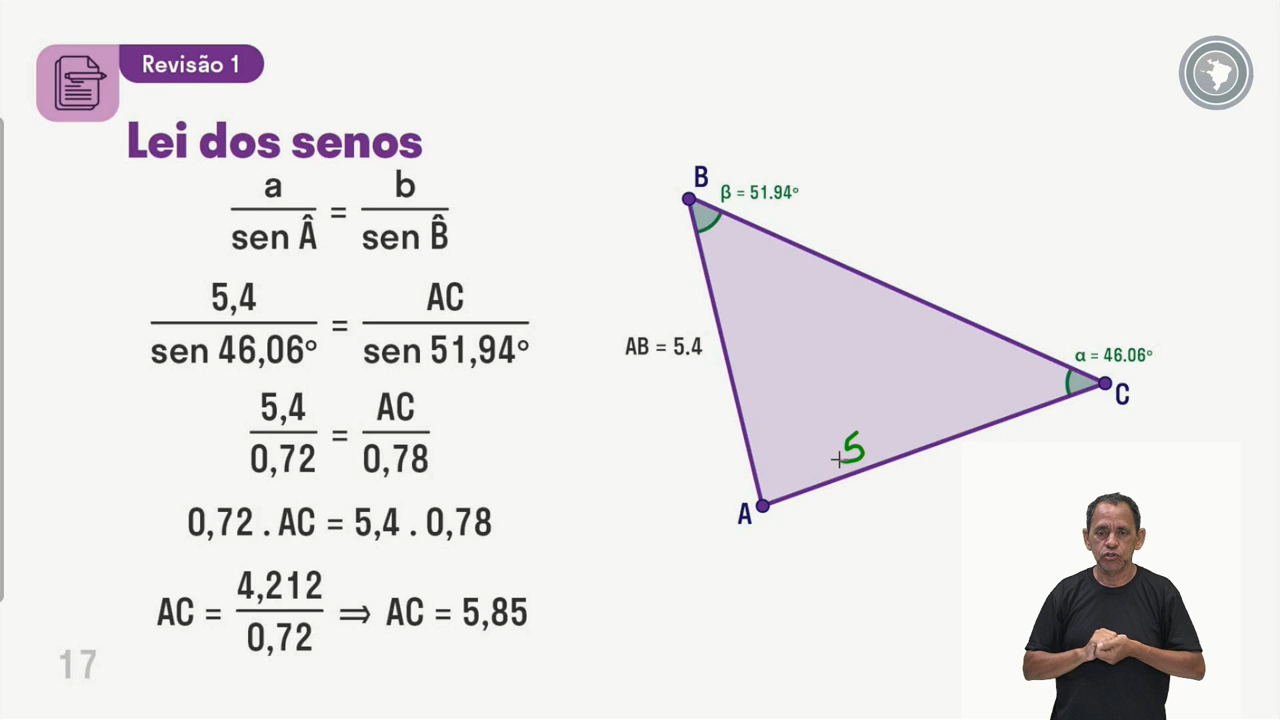 Revisão 1
Lei dos senos
a / sen Â = b / sen B̂
5,4 / sen 46,06° = AC / sen 51,94°
5,4 / 0,72 = AC / 0,78
0,72 . AC = 5,4 . 0,78
AC = 4,212 / 0,72 ⇒ AC = 5,85
17
B
β = 51.94°
AB = 5.4
α = 46.06°
C
5
A